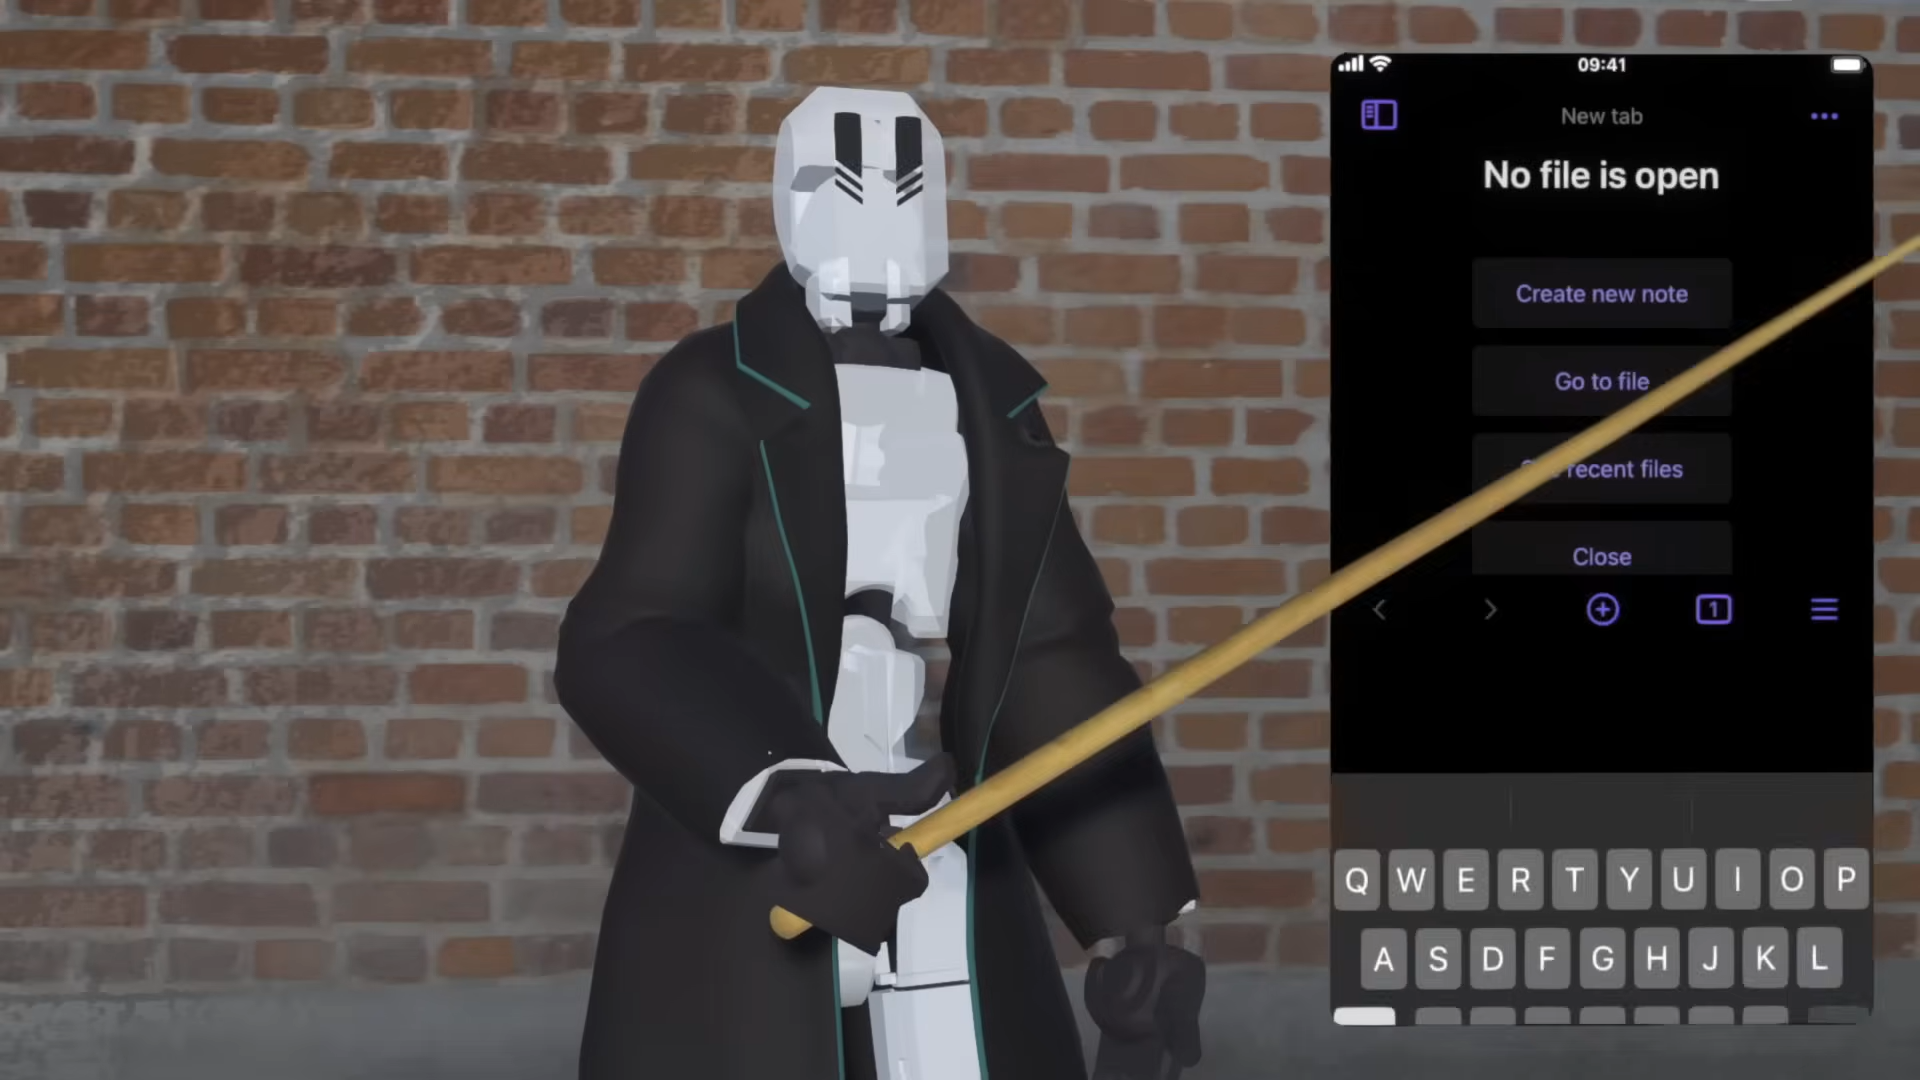 09:41
New tab
No file is open
Create new note
Go to file
recent files
Close
1
Q W E R T Y U I O P
A S D F G H J K L